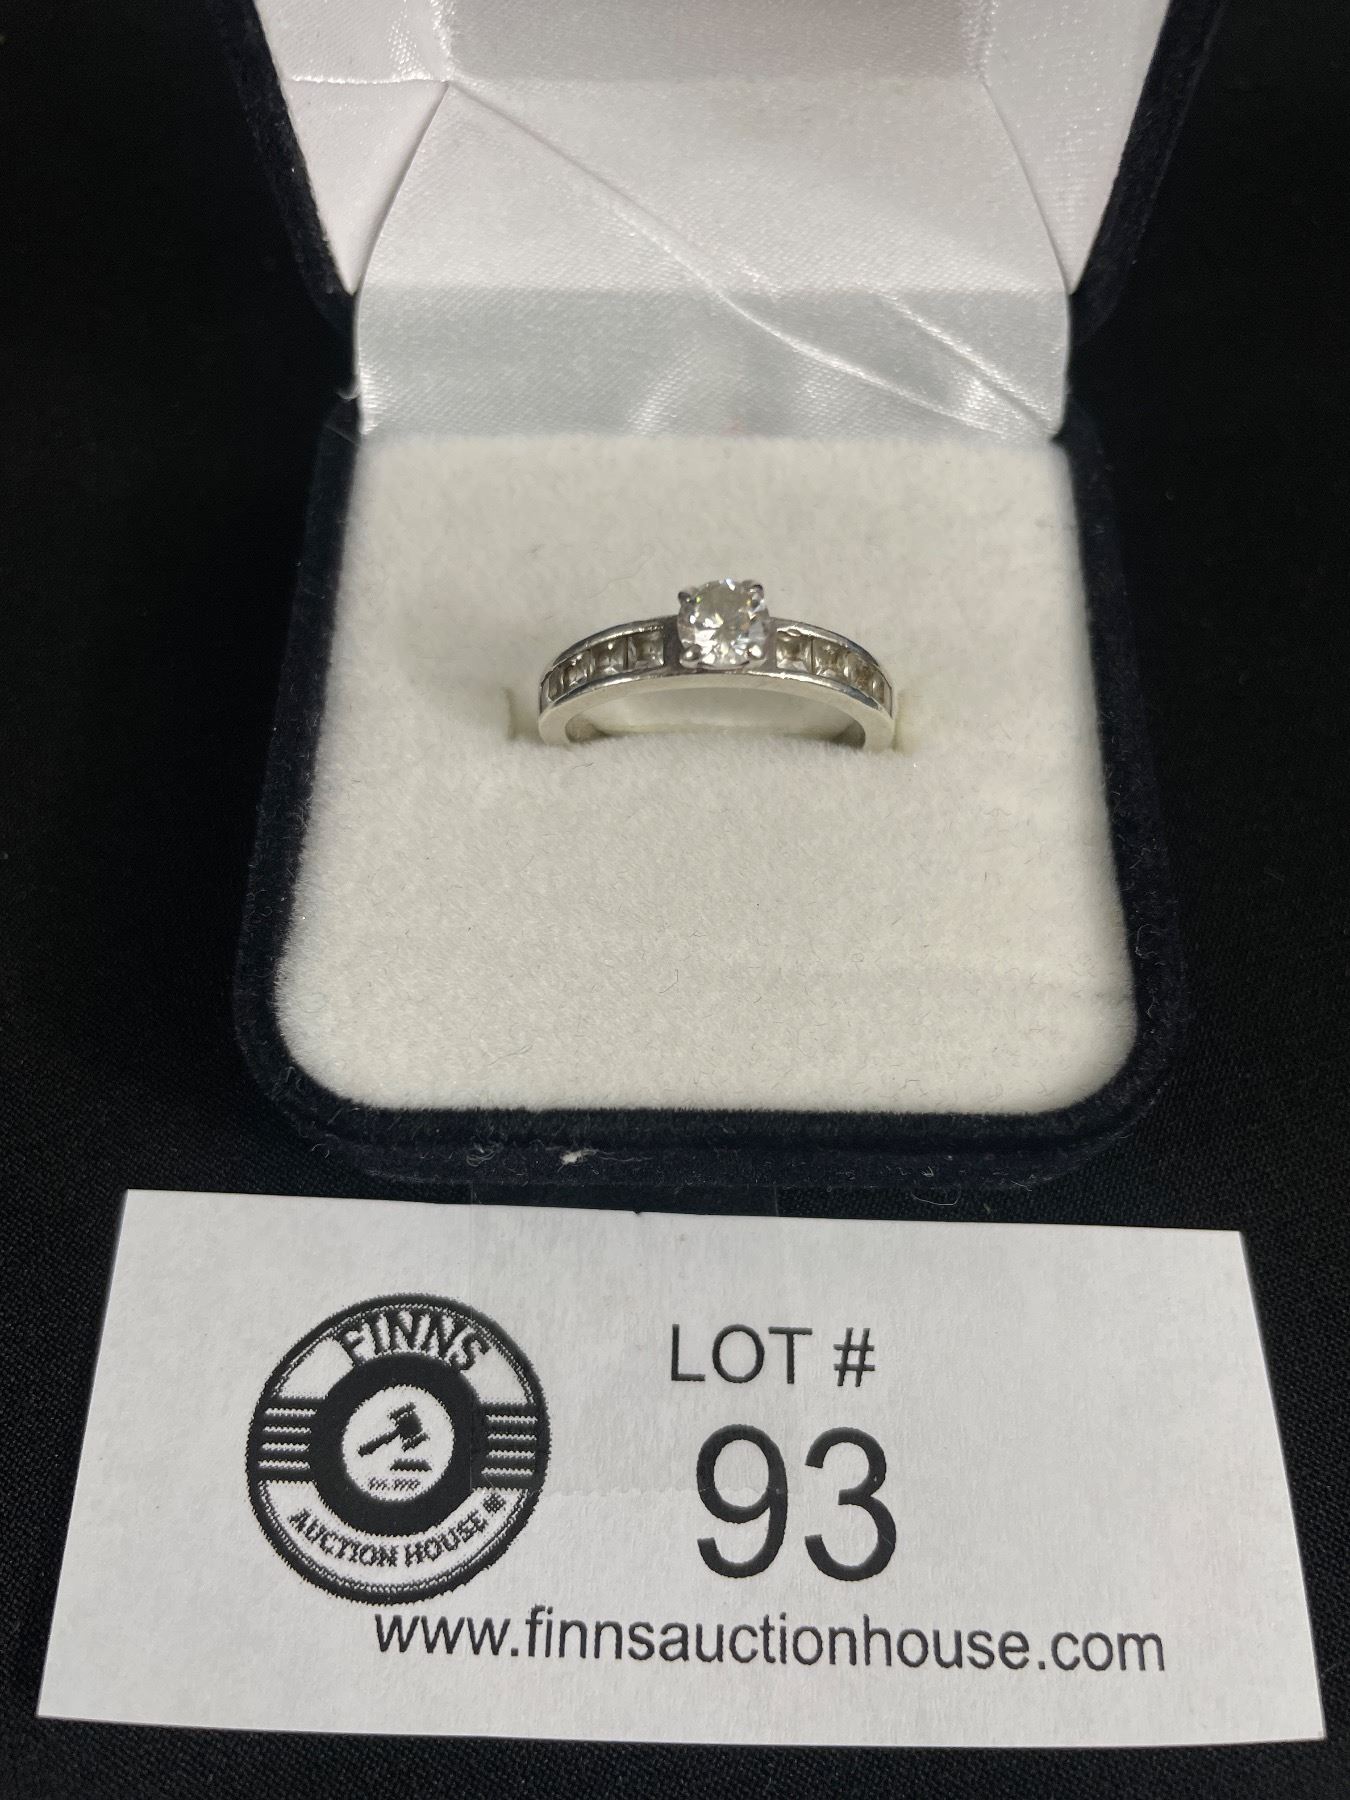 FINNS
AUCTION HOUSE
LOT #
93
www.finnsauctionhouse.com